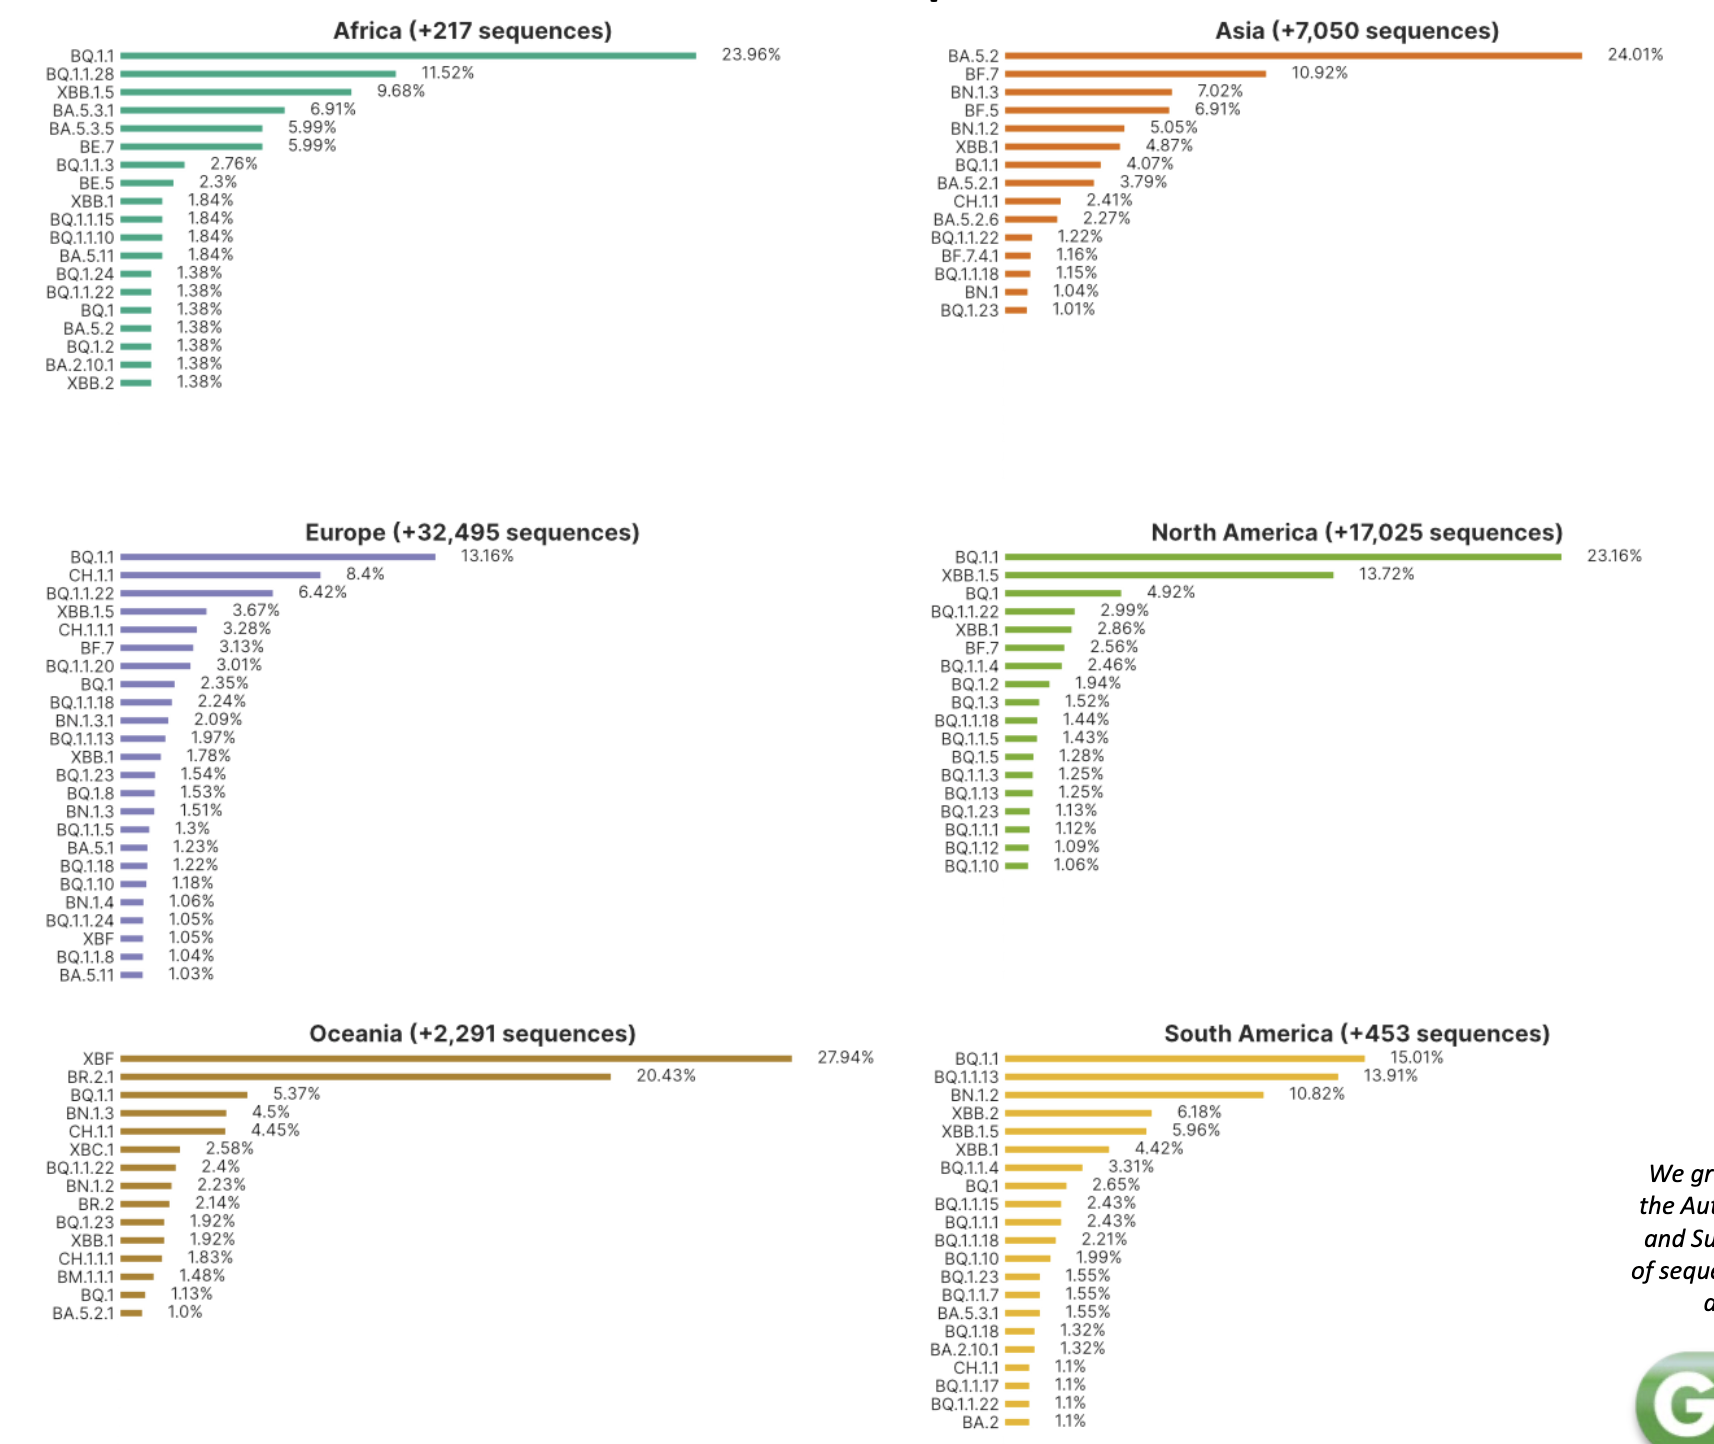 Africa (+217 sequences)
BQ.1.1 23.96%
BQ.1.1.28 11.52%
XBB.1.5 9.68%
BA.5.3.1 6.91%
BA.5.3.5 5.99%
BE.7 5.99%
BQ.1.1.3 2.76%
BE.5 2.3%
XBB.1 1.84%
BQ.1.1.15 1.84%
BQ.1.1.10 1.84%
BA.5.11 1.84%
BQ.1.24 1.38%
BQ.1.1.22 1.38%
BQ.1 1.38%
BA.5.2 1.38%
BQ.1.2 1.38%
BA.2.10.1 1.38%
XBB.2 1.38%
Asia (+7,050 sequences)
BA.5.2 24.01%
BF.7 10.92%
BN.1.3 7.02%
BF.5 6.91%
BN.1.2 5.05%
XBB.1 4.87%
BQ.1.1 4.07%
BA.5.2.1 3.79%
CH.1.1 2.41%
BA.5.2.6 2.27%
BQ.1.1.22 1.22%
BF.7.4.1 1.16%
BQ.1.1.18 1.15%
BN.1 1.04%
BQ.1.23 1.01%
Europe (+32,495 sequences)
BQ.1.1 13.16%
CH.1.1 8.4%
BQ.1.1.22 6.42%
XBB.1.5 3.67%
CH.1.1.1 3.28%
BF.7 3.13%
BQ.1.1.20 3.01%
BQ.1 2.35%
BQ.1.1.18 2.24%
BN.1.3.1 2.09%
BQ.1.1.13 1.97%
XBB.1 1.78%
BQ.1.23 1.54%
BQ.1.8 1.53%
BN.1.3 1.51%
BQ.1.1.5 1.3%
BA.5.1 1.23%
BQ.1.18 1.22%
BQ.1.10 1.18%
BN.1.4 1.06%
BQ.1.1.24 1.05%
XBF 1.05%
BQ.1.1.8 1.04%
BA.5.11 1.03%
North America (+17,025 sequences)
BQ.1.1 23.16%
XBB.1.5 13.72%
BQ.1 4.92%
BQ.1.1.22 2.99%
XBB.1 2.86%
BF.7 2.56%
BQ.1.1.4 2.46%
BQ.1.2 1.94%
BQ.1.3 1.52%
BQ.1.1.18 1.44%
BQ.1.1.5 1.43%
BQ.1.5 1.28%
BQ.1.1.3 1.25%
BQ.1.13 1.25%
BQ.1.23 1.13%
BQ.1.1.1 1.12%
BQ.1.12 1.09%
BQ.1.10 1.06%
Oceania (+2,291 sequences)
XBF 27.94%
BR.2.1 20.43%
BQ.1.1 5.37%
BN.1.3 4.5%
CH.1.1 4.45%
XBC.1 2.58%
BQ.1.1.22 2.4%
BN.1.2 2.23%
BR.2 2.14%
BQ.1.23 1.92%
XBB.1 1.92%
CH.1.1.1 1.83%
BM.1.1.1 1.48%
BQ.1 1.13%
BA.5.2.1 1.0%
South America (+453 sequences)
BQ.1.1 15.01%
BQ.1.1.13 13.91%
BN.1.2 10.82%
XBB.2 6.18%
XBB.1.5 5.96%
XBB.1 4.42%
BQ.1.1.4 3.31%
BQ.1 2.65%
BQ.1.1.15 2.43%
BQ.1.1.1 2.43%
BQ.1.1.18 2.21%
BQ.1.10 1.99%
BQ.1.23 1.55%
BQ.1.1.7 1.55%
BA.5.3.1 1.55%
BQ.1.18 1.32%
BA.2.10.1 1.32%
CH.1.1 1.1%
BQ.1.1.17 1.1%
BQ.1.1.22 1.1%
BA.2 1.1%
We gr
the Aut
and Su
of seque
G